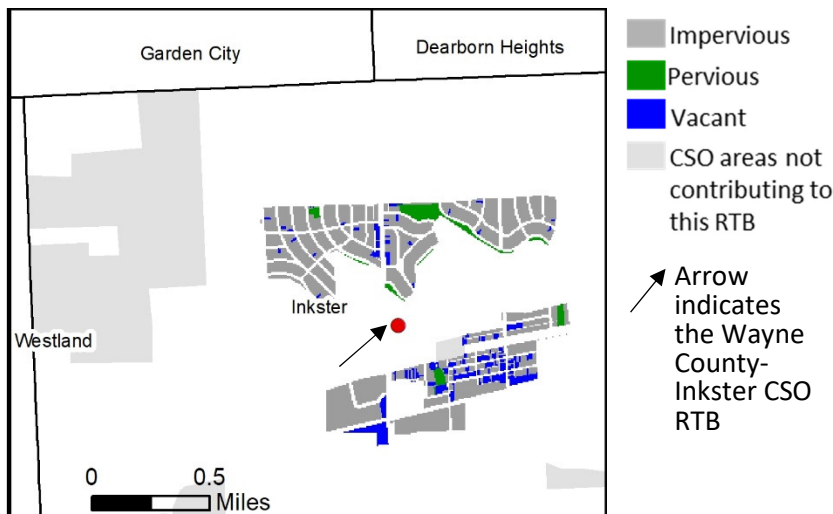 Garden City
Dearborn Heights
Inkster
Westland
0 0.5
Miles
Impervious
Pervious
Vacant
CSO areas not
contributing to
this RTB
Arrow
indicates
the Wayne
County-
Inkster CSO
RTB